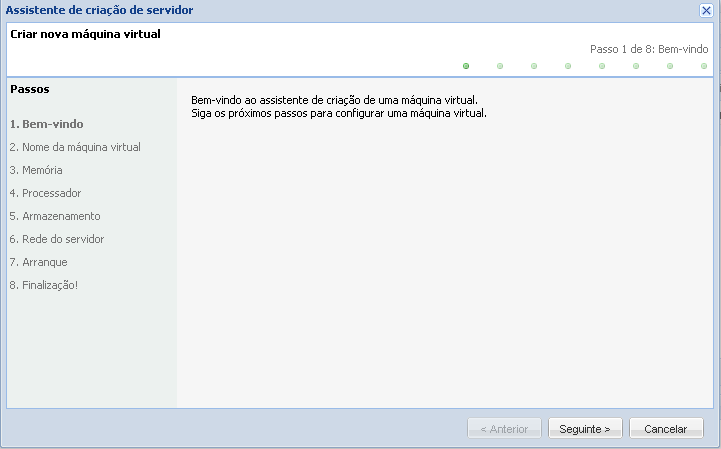 Assistente de criação de servidor
Criar nova máquina virtual
Passo 1 de 8: Bem-vindo
Passos
1. Bem-vindo
2. Nome da máquina virtual
3. Memória
4. Processador
5. Armazenamento
6. Rede do servidor
7. Arranque
8. Finalização!
Bem-vindo ao assistente de criação de uma máquina virtual.
Siga os próximos passos para configurar uma máquina virtual.
< Anterior
Seguinte >
Cancelar